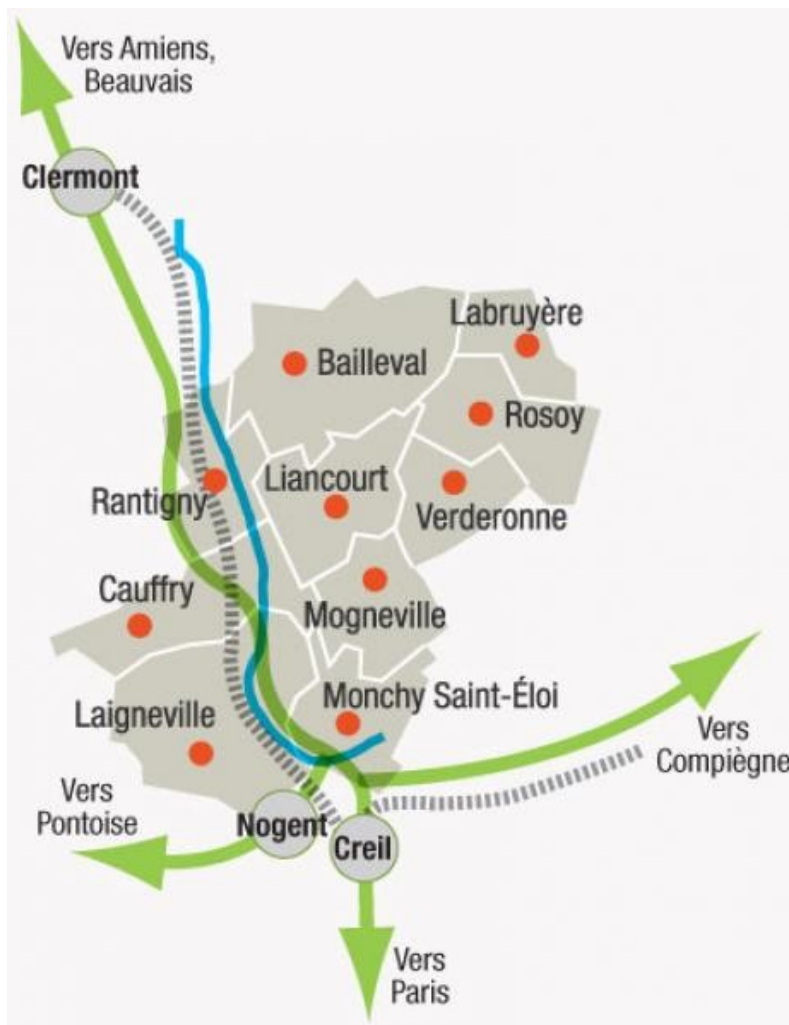 Vers Amiens,
Beauvais
Clermont
Labruyère
Bailleval
Rosoy
Liancourt
Rantigny
Verderonne
Cauffry
Mogneville
Monchy Saint-Éloi
Laigneville
Vers
Compiègne
Vers
Pontoise
Nogent
Creil
Vers
Paris